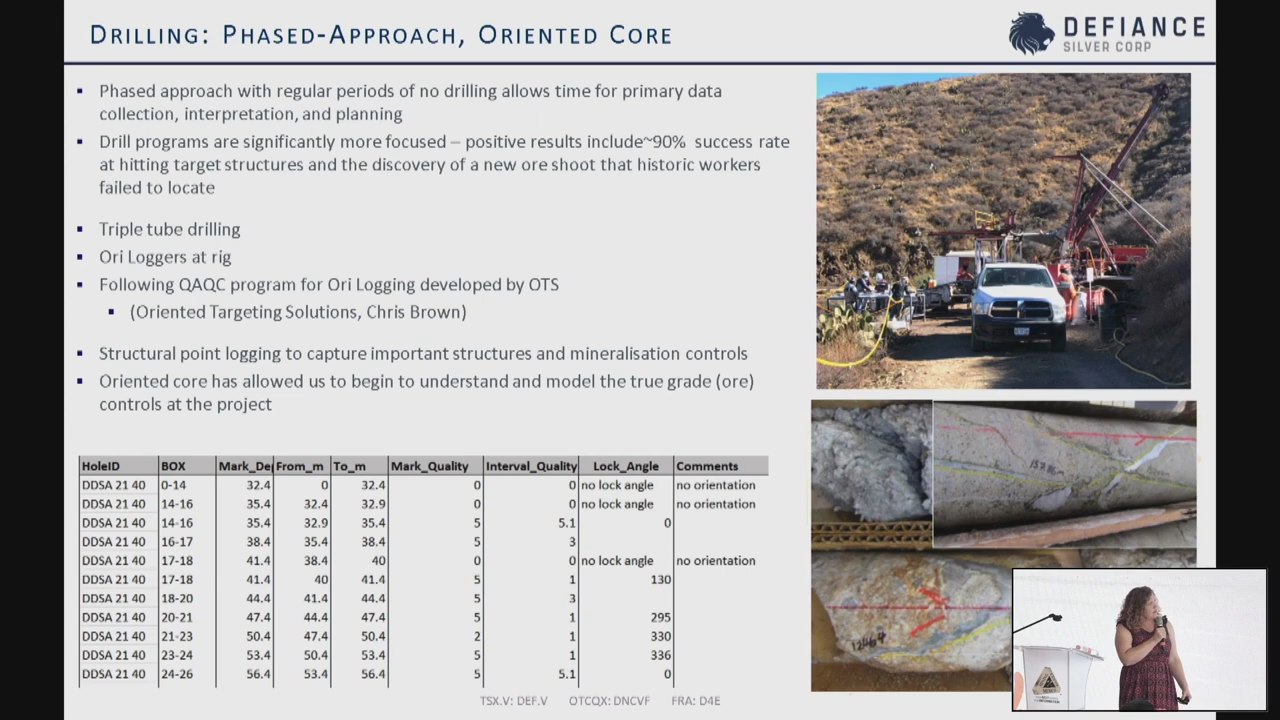 DRILLING: PHASED-APPROACH, ORIENTED CORE
DEFIANCE
SILVER CORP
▪ Phased approach with regular periods of no drilling allows time for primary data
collection, interpretation, and planning
▪ Drill programs are significantly more focused – positive results include~90% success rate
at hitting target structures and the discovery of a new ore shoot that historic workers
failed to locate
▪ Triple tube drilling
▪ Ori Loggers at rig
▪ Following QAQC program for Ori Logging developed by OTS
▪ (Oriented Targeting Solutions, Chris Brown)
▪ Structural point logging to capture important structures and mineralisation controls
▪ Oriented core has allowed us to begin to understand and model the true grade (ore)
controls at the project
HoleID BOX Mark_De From_m To_m Mark_Quality Interval_Quality Lock_Angle Comments
DDSA 21 40 0-14 32.4 0 32.4 0 0 no lock angle no orientation
DDSA 21 40 14-16 35.4 32.4 32.9 0 0 no lock angle no orientation
DDSA 21 40 14-16 35.4 32.9 35.4 5 5.1 0
DDSA 21 40 16-17 38.4 35.4 38.4 5 3
DDSA 21 40 17-18 41.4 38.4 40 0 0 no lock angle no orientation
DDSA 21 40 17-18 41.4 40 41.4 5 1 130
DDSA 21 40 18-20 44.4 41.4 44.4 5 3
DDSA 21 40 20-21 47.4 44.4 47.4 5 1 295
DDSA 21 40 21-23 50.4 47.4 50.4 2 1 330
DDSA 21 40 23-24 53.4 50.4 53.4 5 1 336
DDSA 21 40 24-26 56.4 53.4 56.4 5 5.1 0
TSX.V: DEF.V OTCQX: DNCVF FRA: D4E